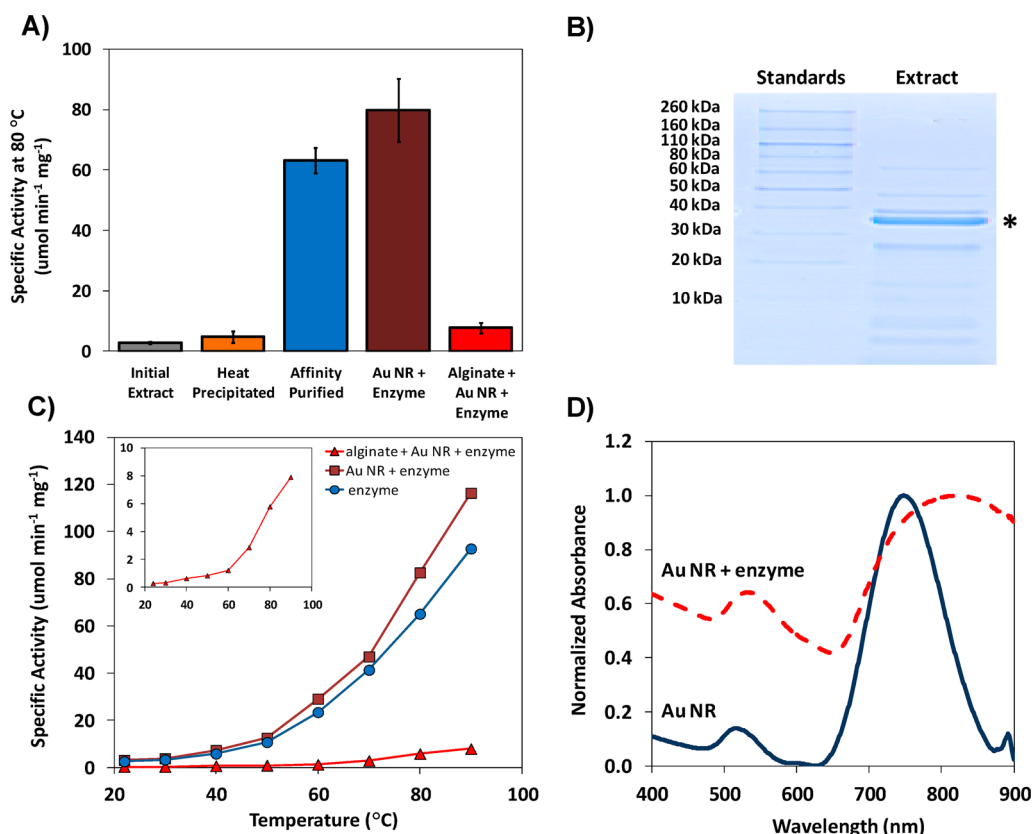 A)
Specific Activity at 80 °C
(umol min⁻¹ mg⁻¹)
100
80
60
40
20
0
Initial
Extract
Heat
Precipitated
Affinity
Purified
Au NR +
Enzyme
Alginate +
Au NR +
Enzyme
B)
Standards
Extract
260 kDa
160 kDa
110 kDa
80 kDa
60 kDa
50 kDa
40 kDa
30 kDa
20 kDa
10 kDa
*
C)
Specific Activity (umol min⁻¹ mg⁻¹)
140
120
100
80
60
40
20
0
20
40
60
80
100
Temperature (°C)
10
8
6
4
2
0
20
40
60
80
100
alginate + Au NR + enzyme
Au NR + enzyme
enzyme
D)
Normalized Absorbance
1.2
1.0
0.8
0.6
0.4
0.2
0.0
Au NR + enzyme
Au NR
400
500
600
700
800
900
Wavelength (nm)